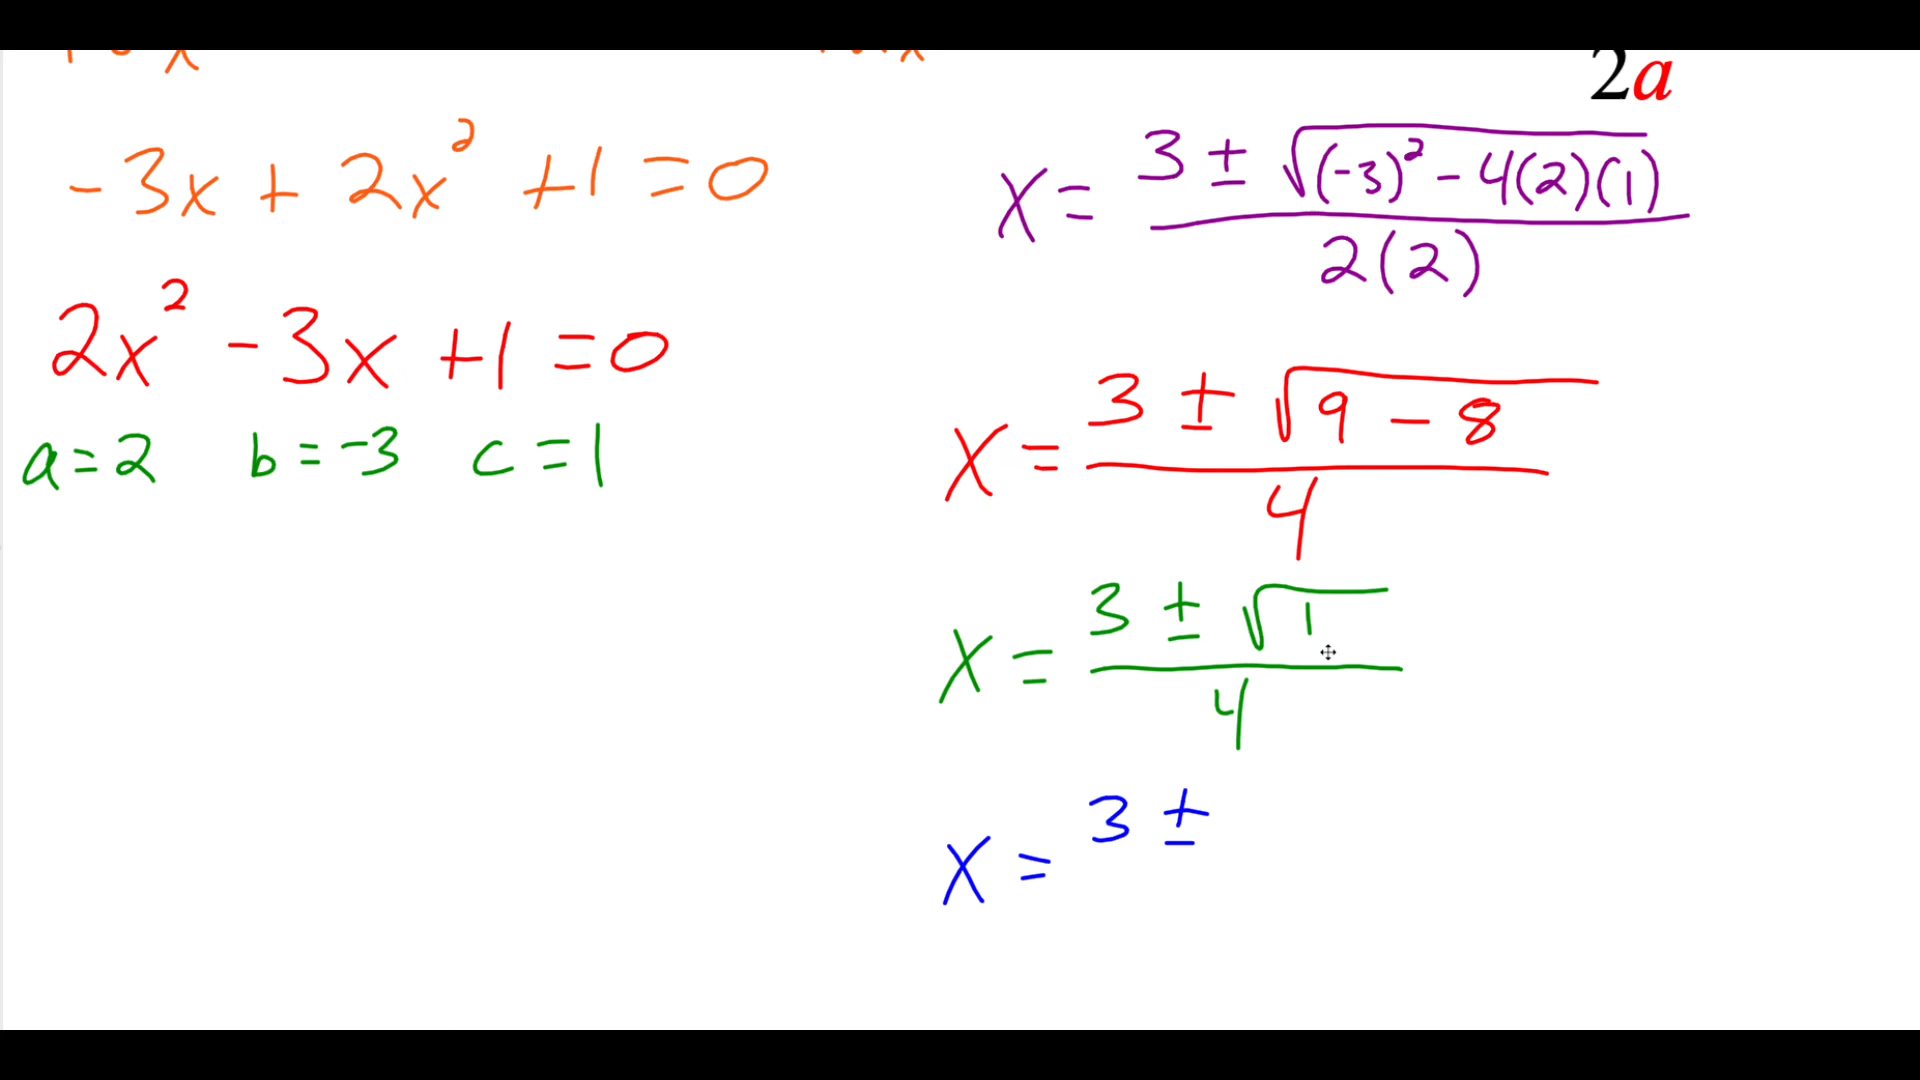 2a
-3x + 2x² + 1 = 0
2x² - 3x + 1 = 0
a = 2 b = -3 c = 1
x = 3 ± √(-3)² - 4(2)(1)
2(2)
x = 3 ± √9 - 8
4
x = 3 ± √1
4
x = 3 ±